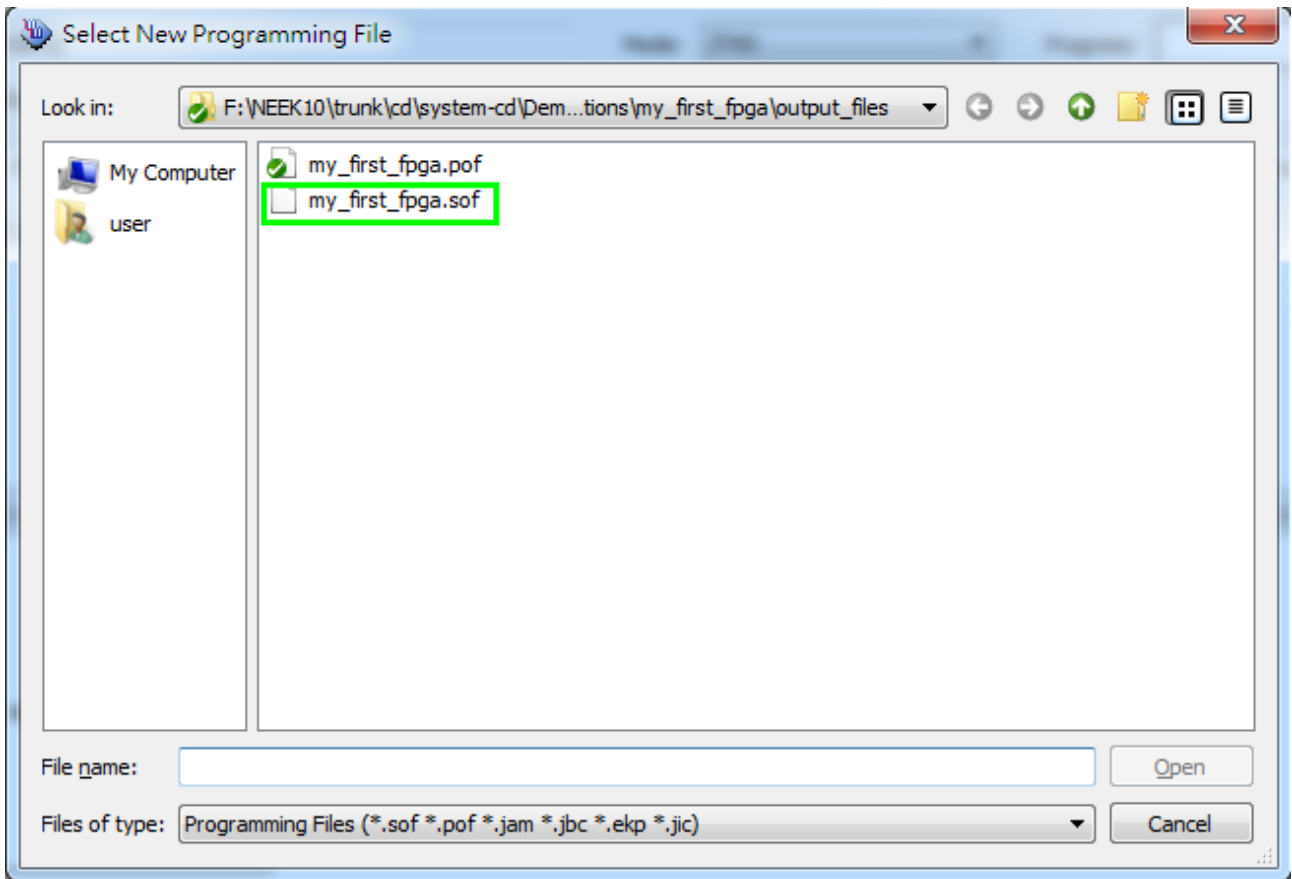 Select New Programming File
Look in:
F:\NEEK10\trunk\cd\system-cd\Dem...tions\my_first_fpga\output_files
My Computer
user
my_first_fpga.pof
my_first_fpga.sof
File name:
Open
Files of type:
Programming Files (*.sof *.pof *.jam *.jbc *.ekp *.jic)
Cancel